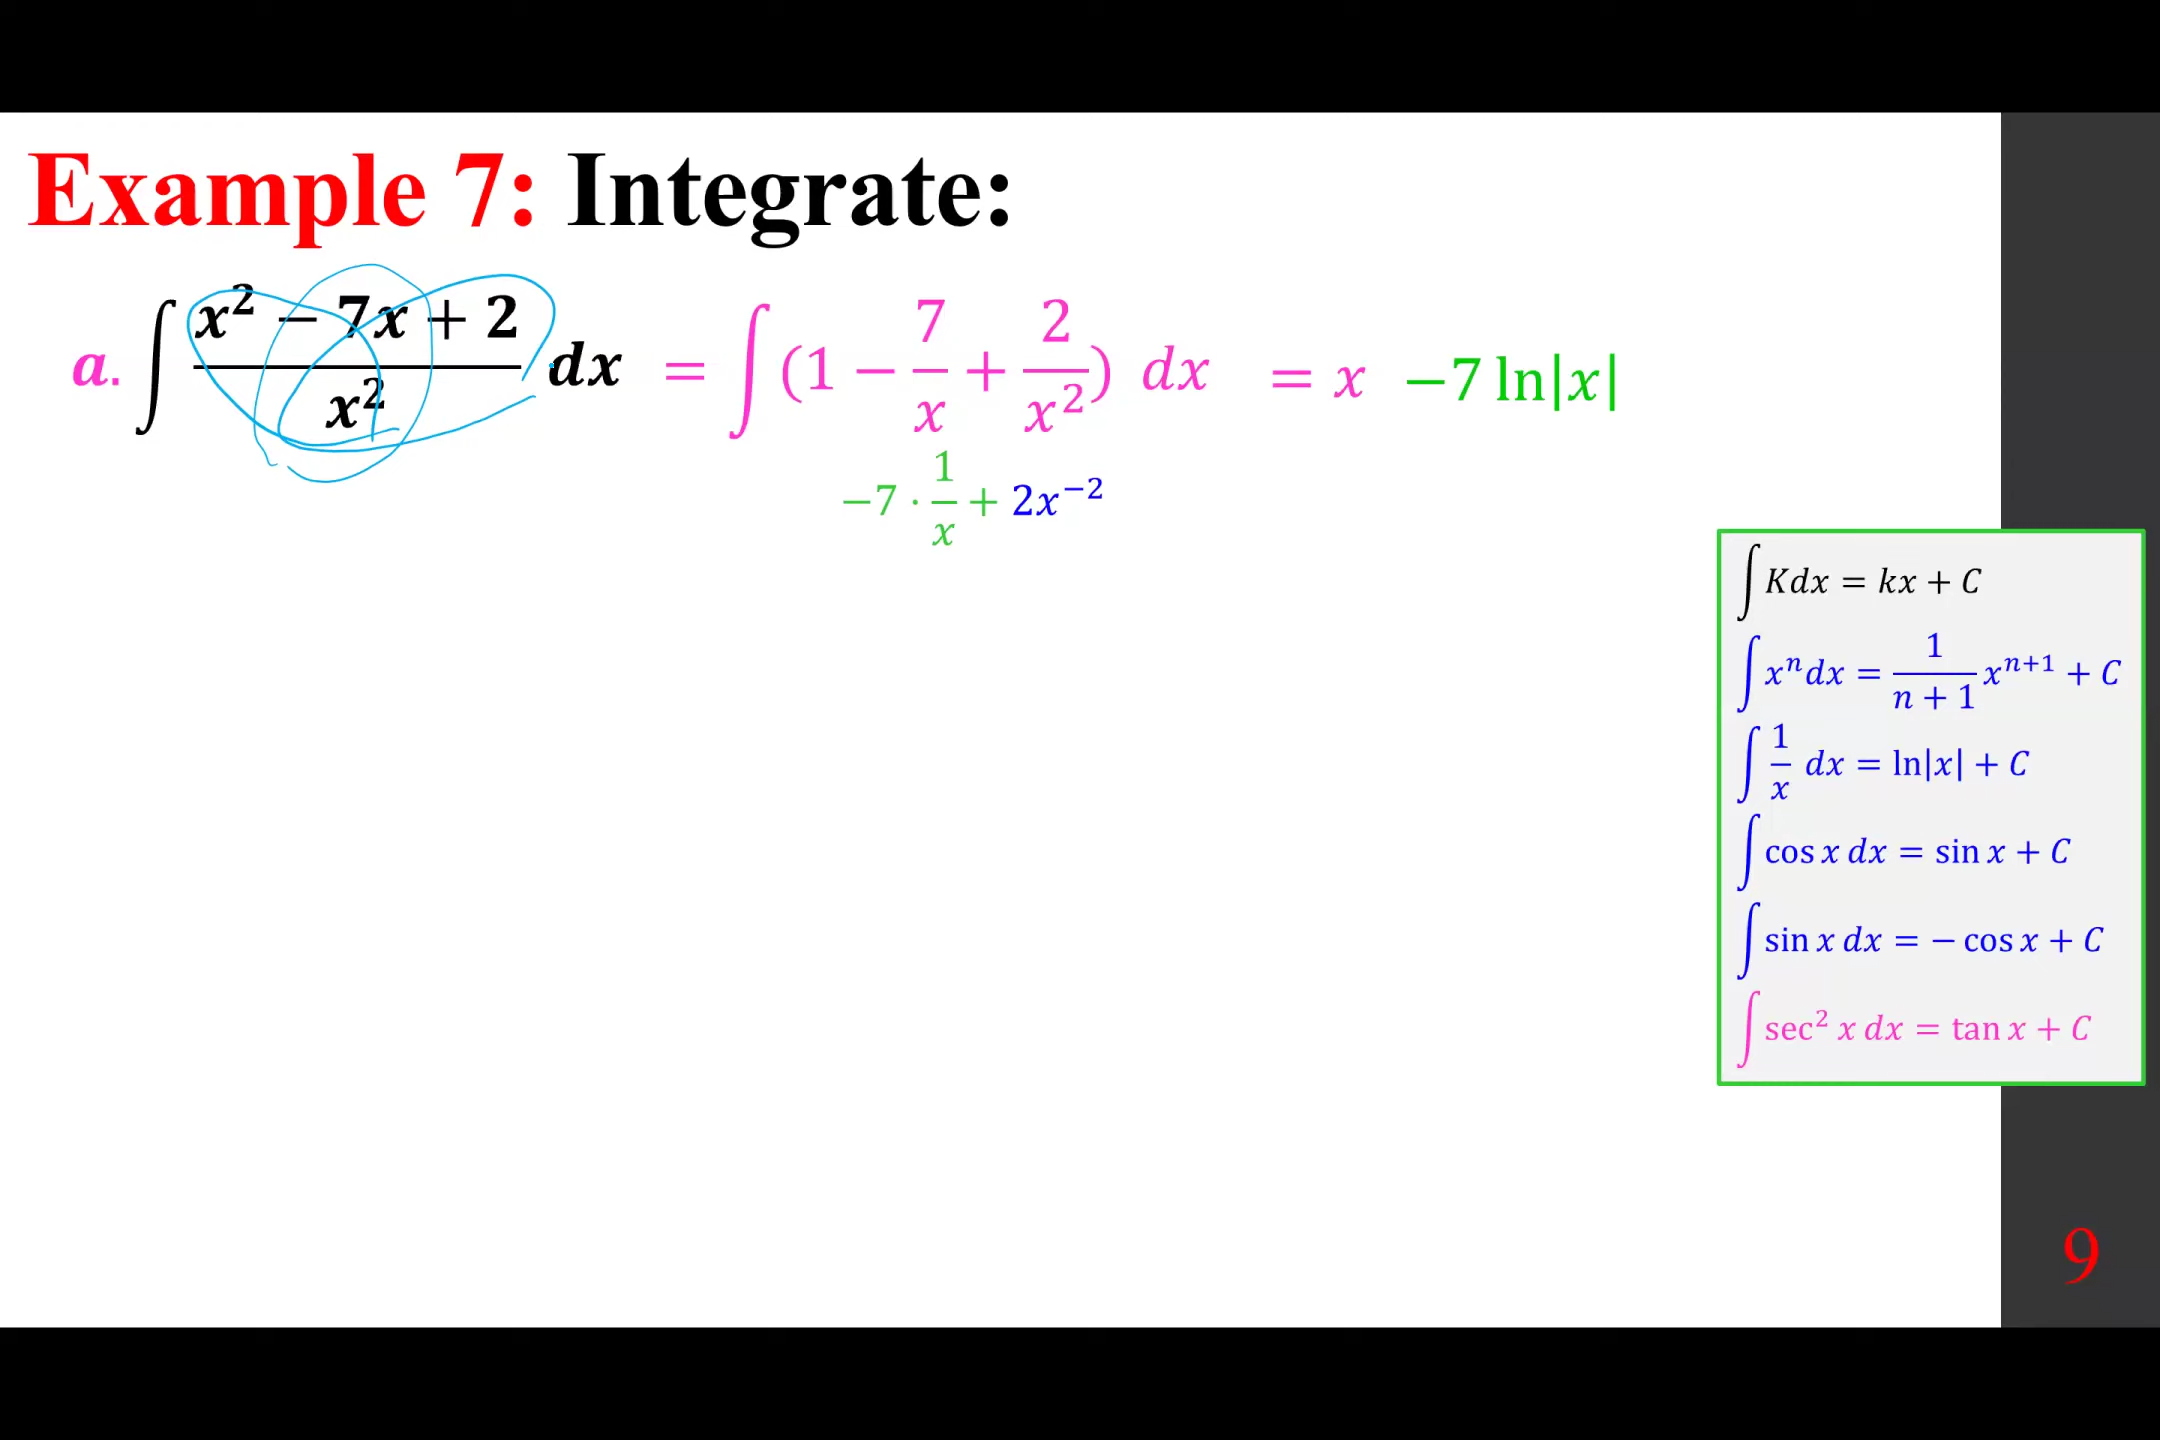 Example 7: Integrate:
a. ∫ (x² − 7x + 2)/x² dx = ∫ (1 − 7/x + 2/x²) dx = x −7 ln|x|
−7 · 1/x + 2x⁻²
∫ Kdx = kx + C
∫ xⁿdx = 1/(n + 1) xⁿ⁺¹ + C
∫ 1/x dx = ln|x| + C
∫ cos x dx = sin x + C
∫ sin x dx = − cos x + C
∫ sec² x dx = tan x + C
9